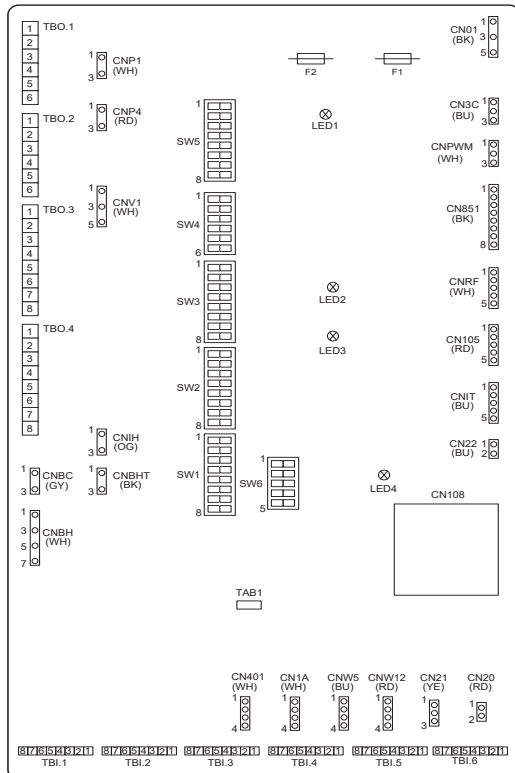 TBO.1
1
2
3
4
5
6
TBO.2
1
2
3
4
5
6
TBO.3
1
2
3
4
5
6
7
8
TBO.4
1
2
3
4
5
6
7
8
1
3
CNP1
(WH)
1
3
CNP4
(RD)
1
3
5
CNV1
(WH)
1
3
CNIH
(OG)
CNBC
(GY)
1
3
1
3
CNBHT
(BK)
1
3
5
7
CNBH
(WH)
1
SW5
8
1
SW4
6
1
SW3
8
1
SW2
8
1
SW1
8
1
SW6
5
F2
F1
LED1
LED2
LED3
LED4
CN01
(BK)
1
3
5
CN3C
(BU)
1
3
CNPWM
(WH)
1
3
CN851
(BK)
1
8
CNRF
(WH)
1
5
CN105
(RD)
1
5
CNIT
(BU)
1
5
CN22
(BU)
1
2
CN108
TAB1
CN401
(WH)
1
4
CN1A
(WH)
1
4
CNW5
(BU)
1
4
CNW12
(RD)
1
4
CN21
(YE)
1
3
CN20
(RD)
1
2
8 7 6 5 4 3 2 1
TBI.1
8 7 6 5 4 3 2 1
TBI.2
8 7 6 5 4 3 2 1
TBI.3
8 7 6 5 4 3 2 1
TBI.4
8 7 6 5 4 3 2 1
TBI.5
8 7 6 5 4 3 2 1
TBI.6